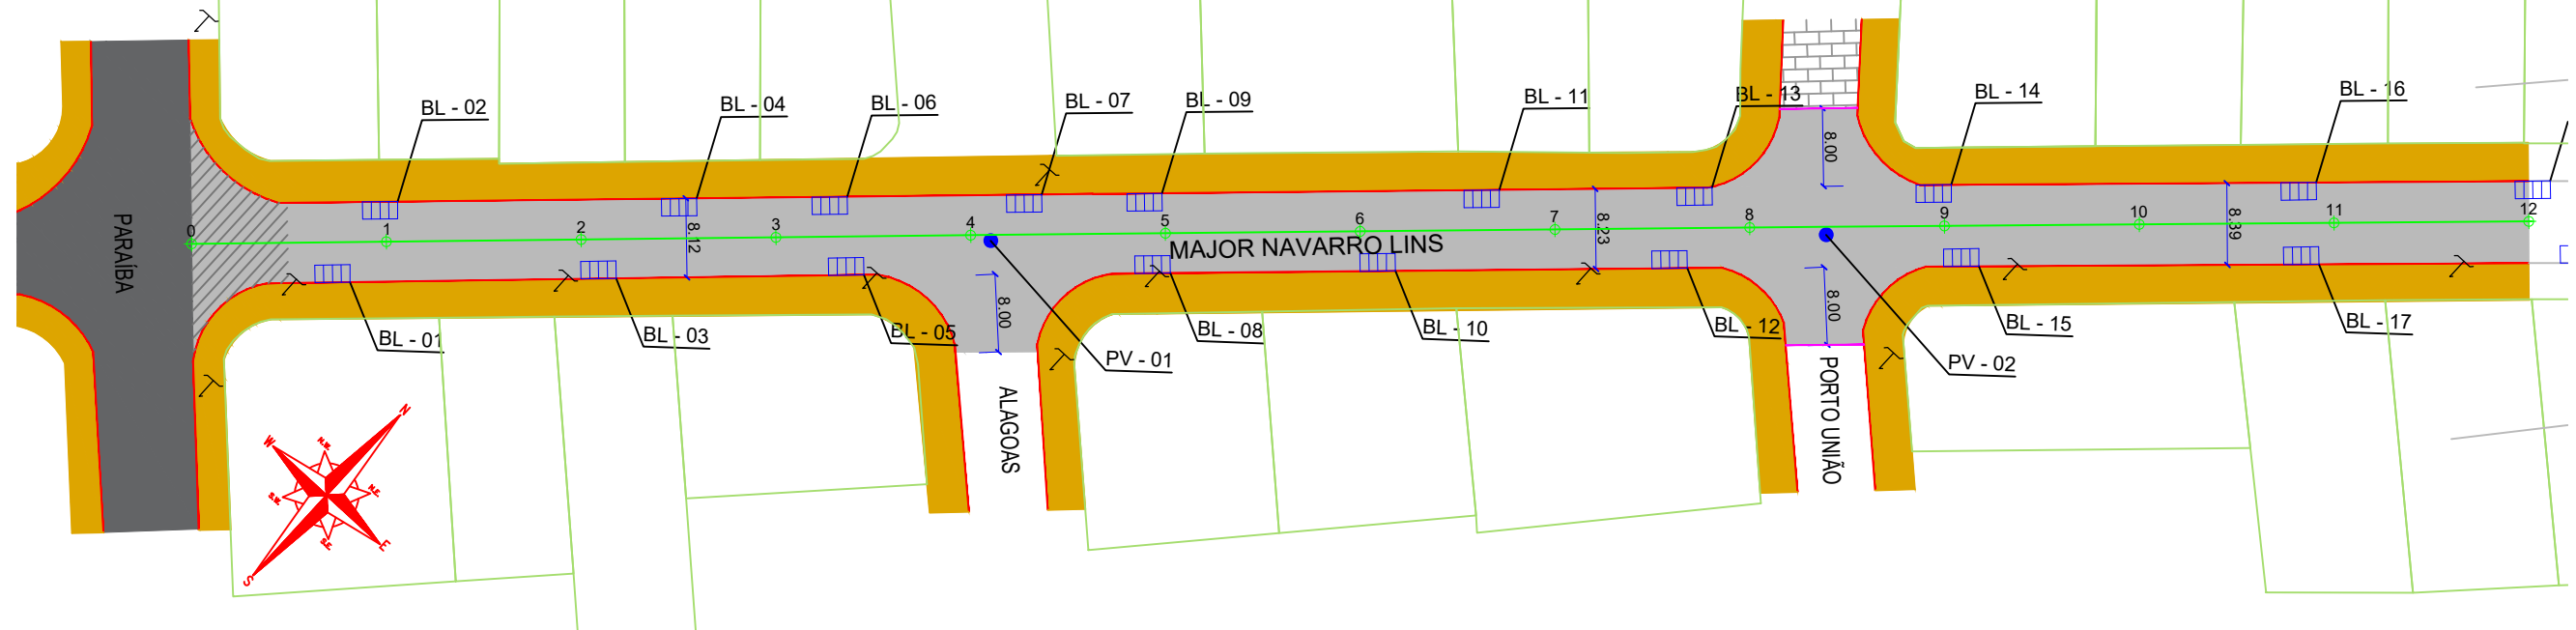 BL - 02
BL - 04
BL - 06
BL - 07
BL - 09
BL - 11
BL - 13
BL - 14
BL - 16
8.00
PARAÍBA
0
1
2
3
4
5
6
7
8
9
10
11
12
8.12
8.23
8.39
MAJOR NAVARRO LINS
BL - 01
BL - 03
BL - 05
8.00
BL - 08
BL - 10
BL - 12
8.00
BL - 15
BL - 17
PV - 01
PV - 02
ALAGOAS
PORTO UNIÃO
N
N.W.
W
N.E.
S.W.
E
S.E.
S